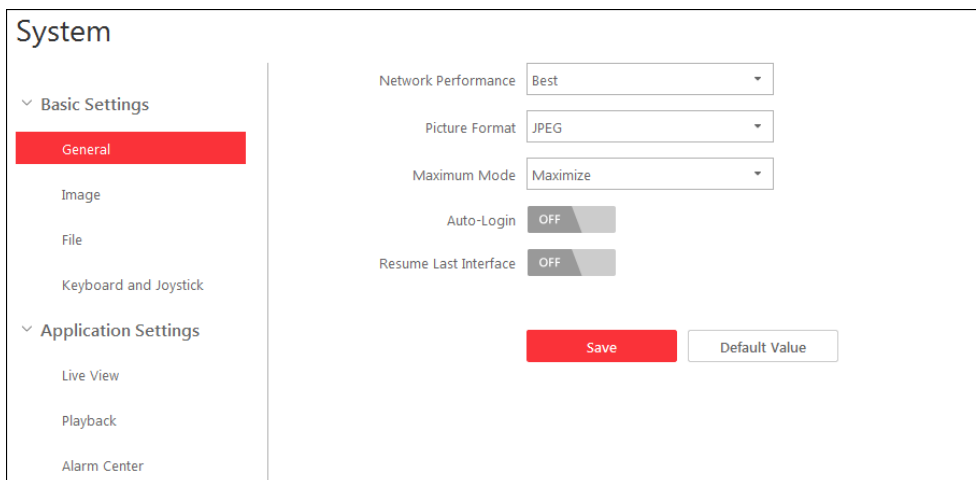 System
Basic Settings
General
Image
File
Keyboard and Joystick
Application Settings
Live View
Playback
Alarm Center
Network Performance Best
Picture Format JPEG
Maximum Mode Maximize
Auto-Login OFF
Resume Last Interface OFF
Save Default Value